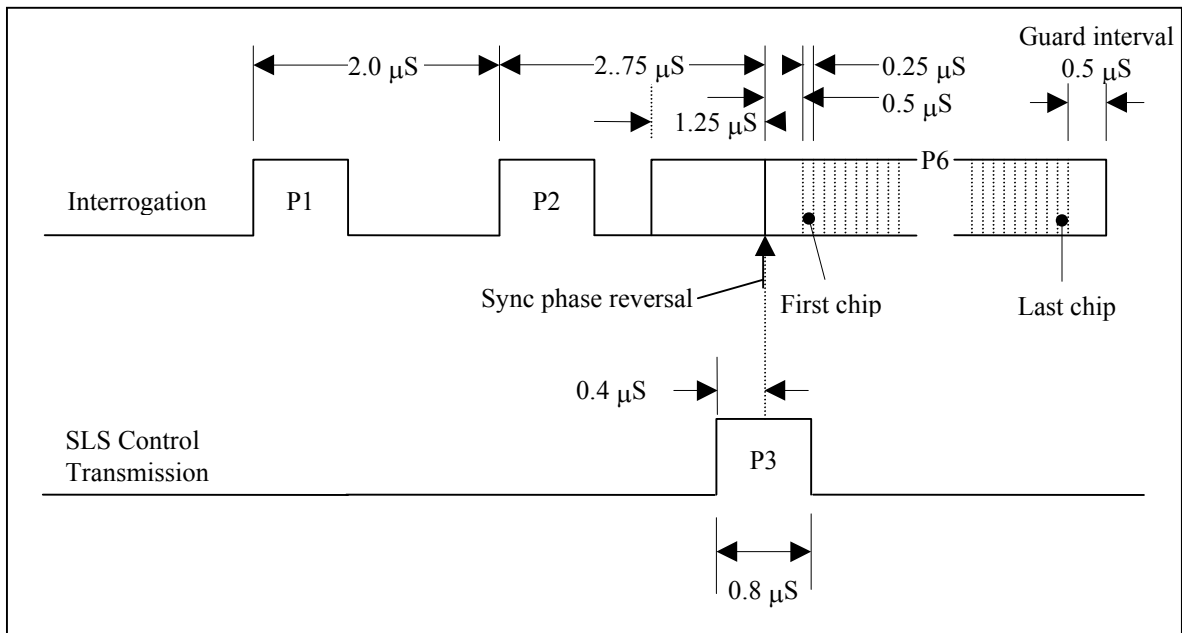 Guard interval
2.0 μS
2..75 μS
0.25 μS
0.5 μS
0.5 μS
1.25 μS
P6
Interrogation
P1
P2
Sync phase reversal
First chip
Last chip
0.4 μS
SLS Control
Transmission
P3
0.8 μS